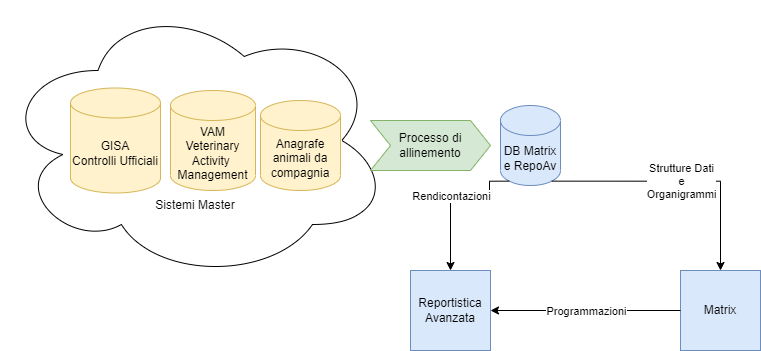 GISA
Controlli Ufficiali
VAM
Veterinary
Activity
Management
Anagrafe
animali da
compagnia
Sistemi Master
Processo di
allinemento
DB Matrix
e RepoAv
Rendicontazioni
Strutture Dati
e
Organigrammi
Reportistica
Avanzata
Programmazioni
Matrix